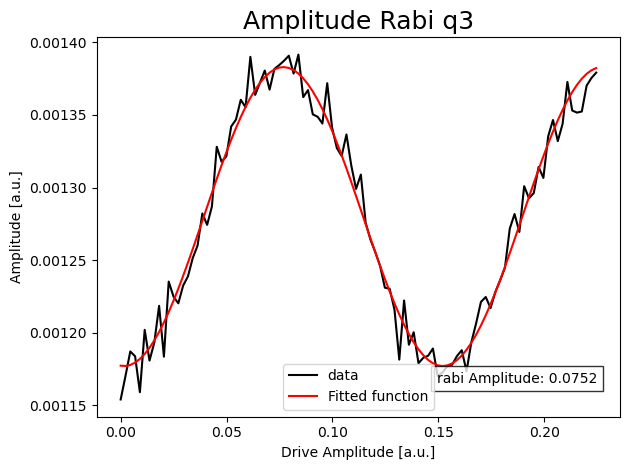 Amplitude Rabi q3
Amplitude [a.u.]
0.00140
0.00135
0.00130
0.00125
0.00120
0.00115
data
Fitted function
rabi Amplitude: 0.0752
0.00 0.05 0.10 0.15 0.20
Drive Amplitude [a.u.]